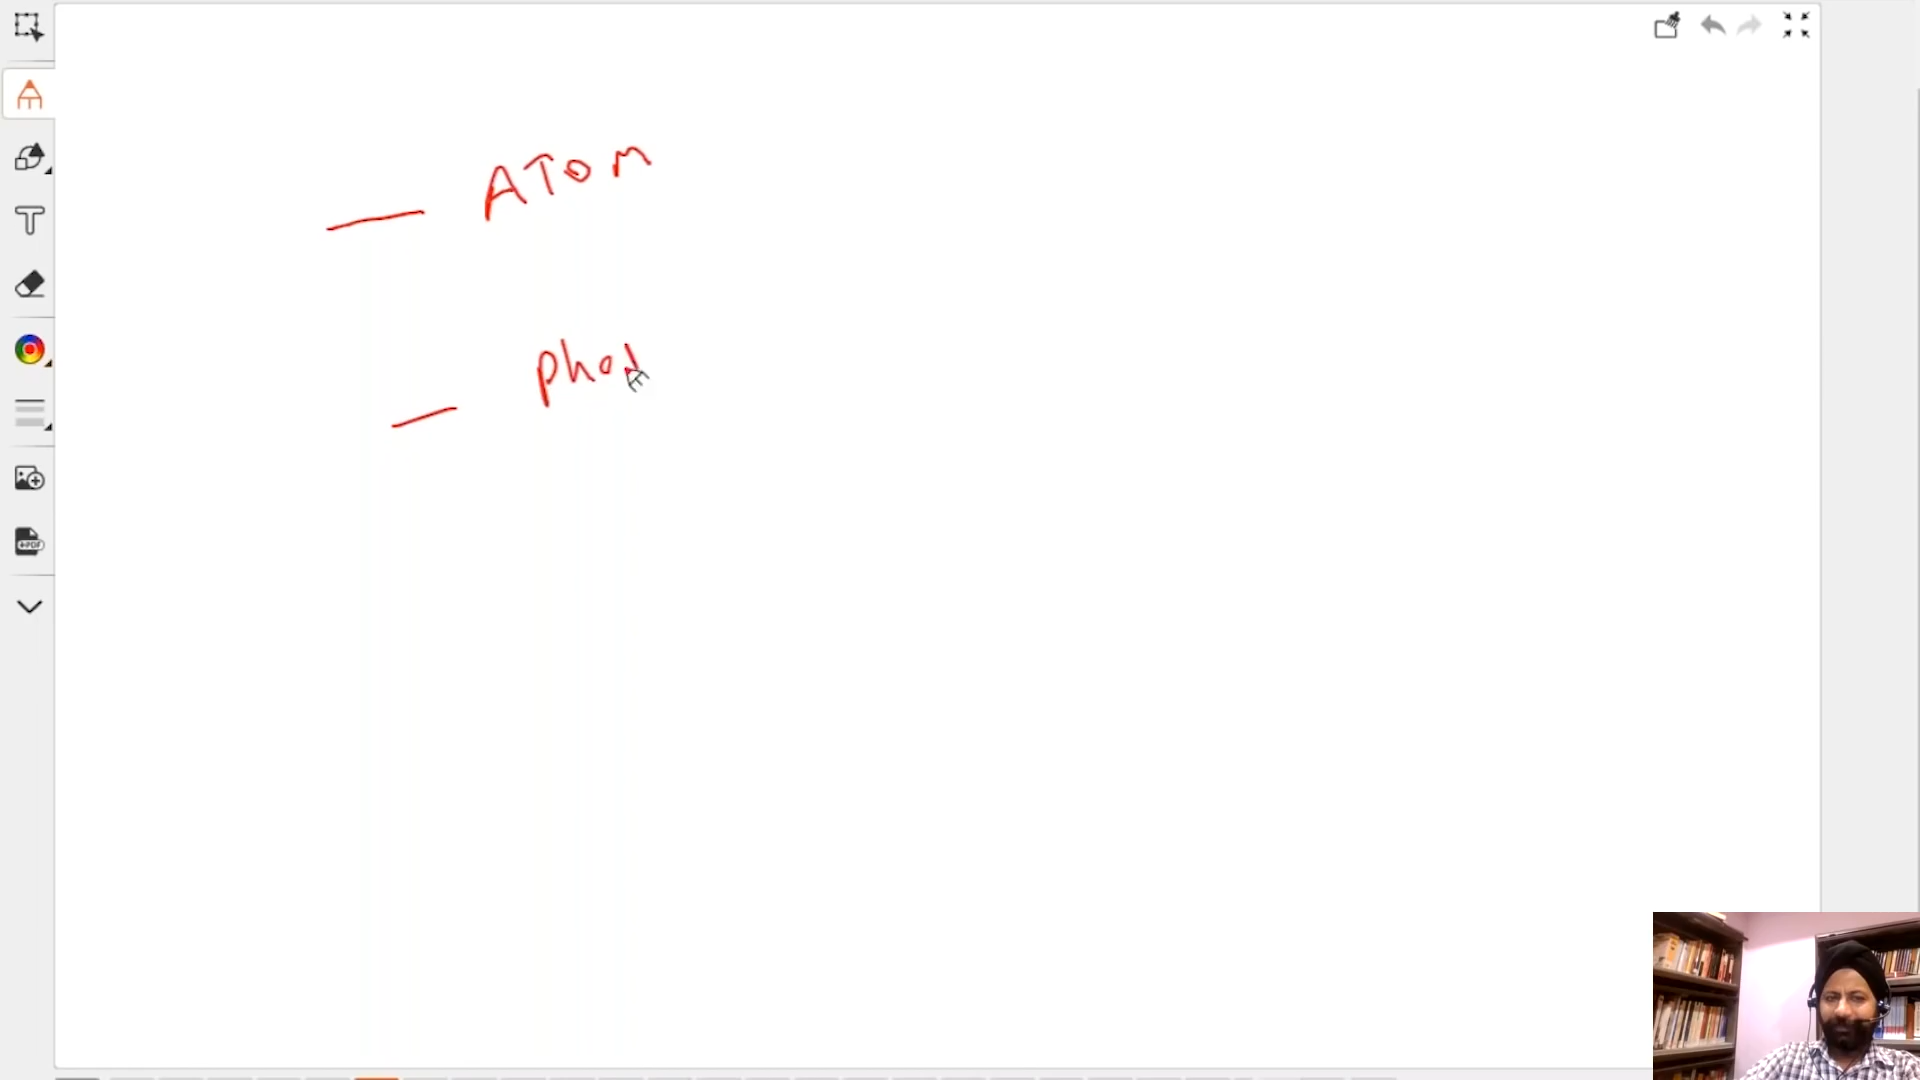 — ATOM
— Phot